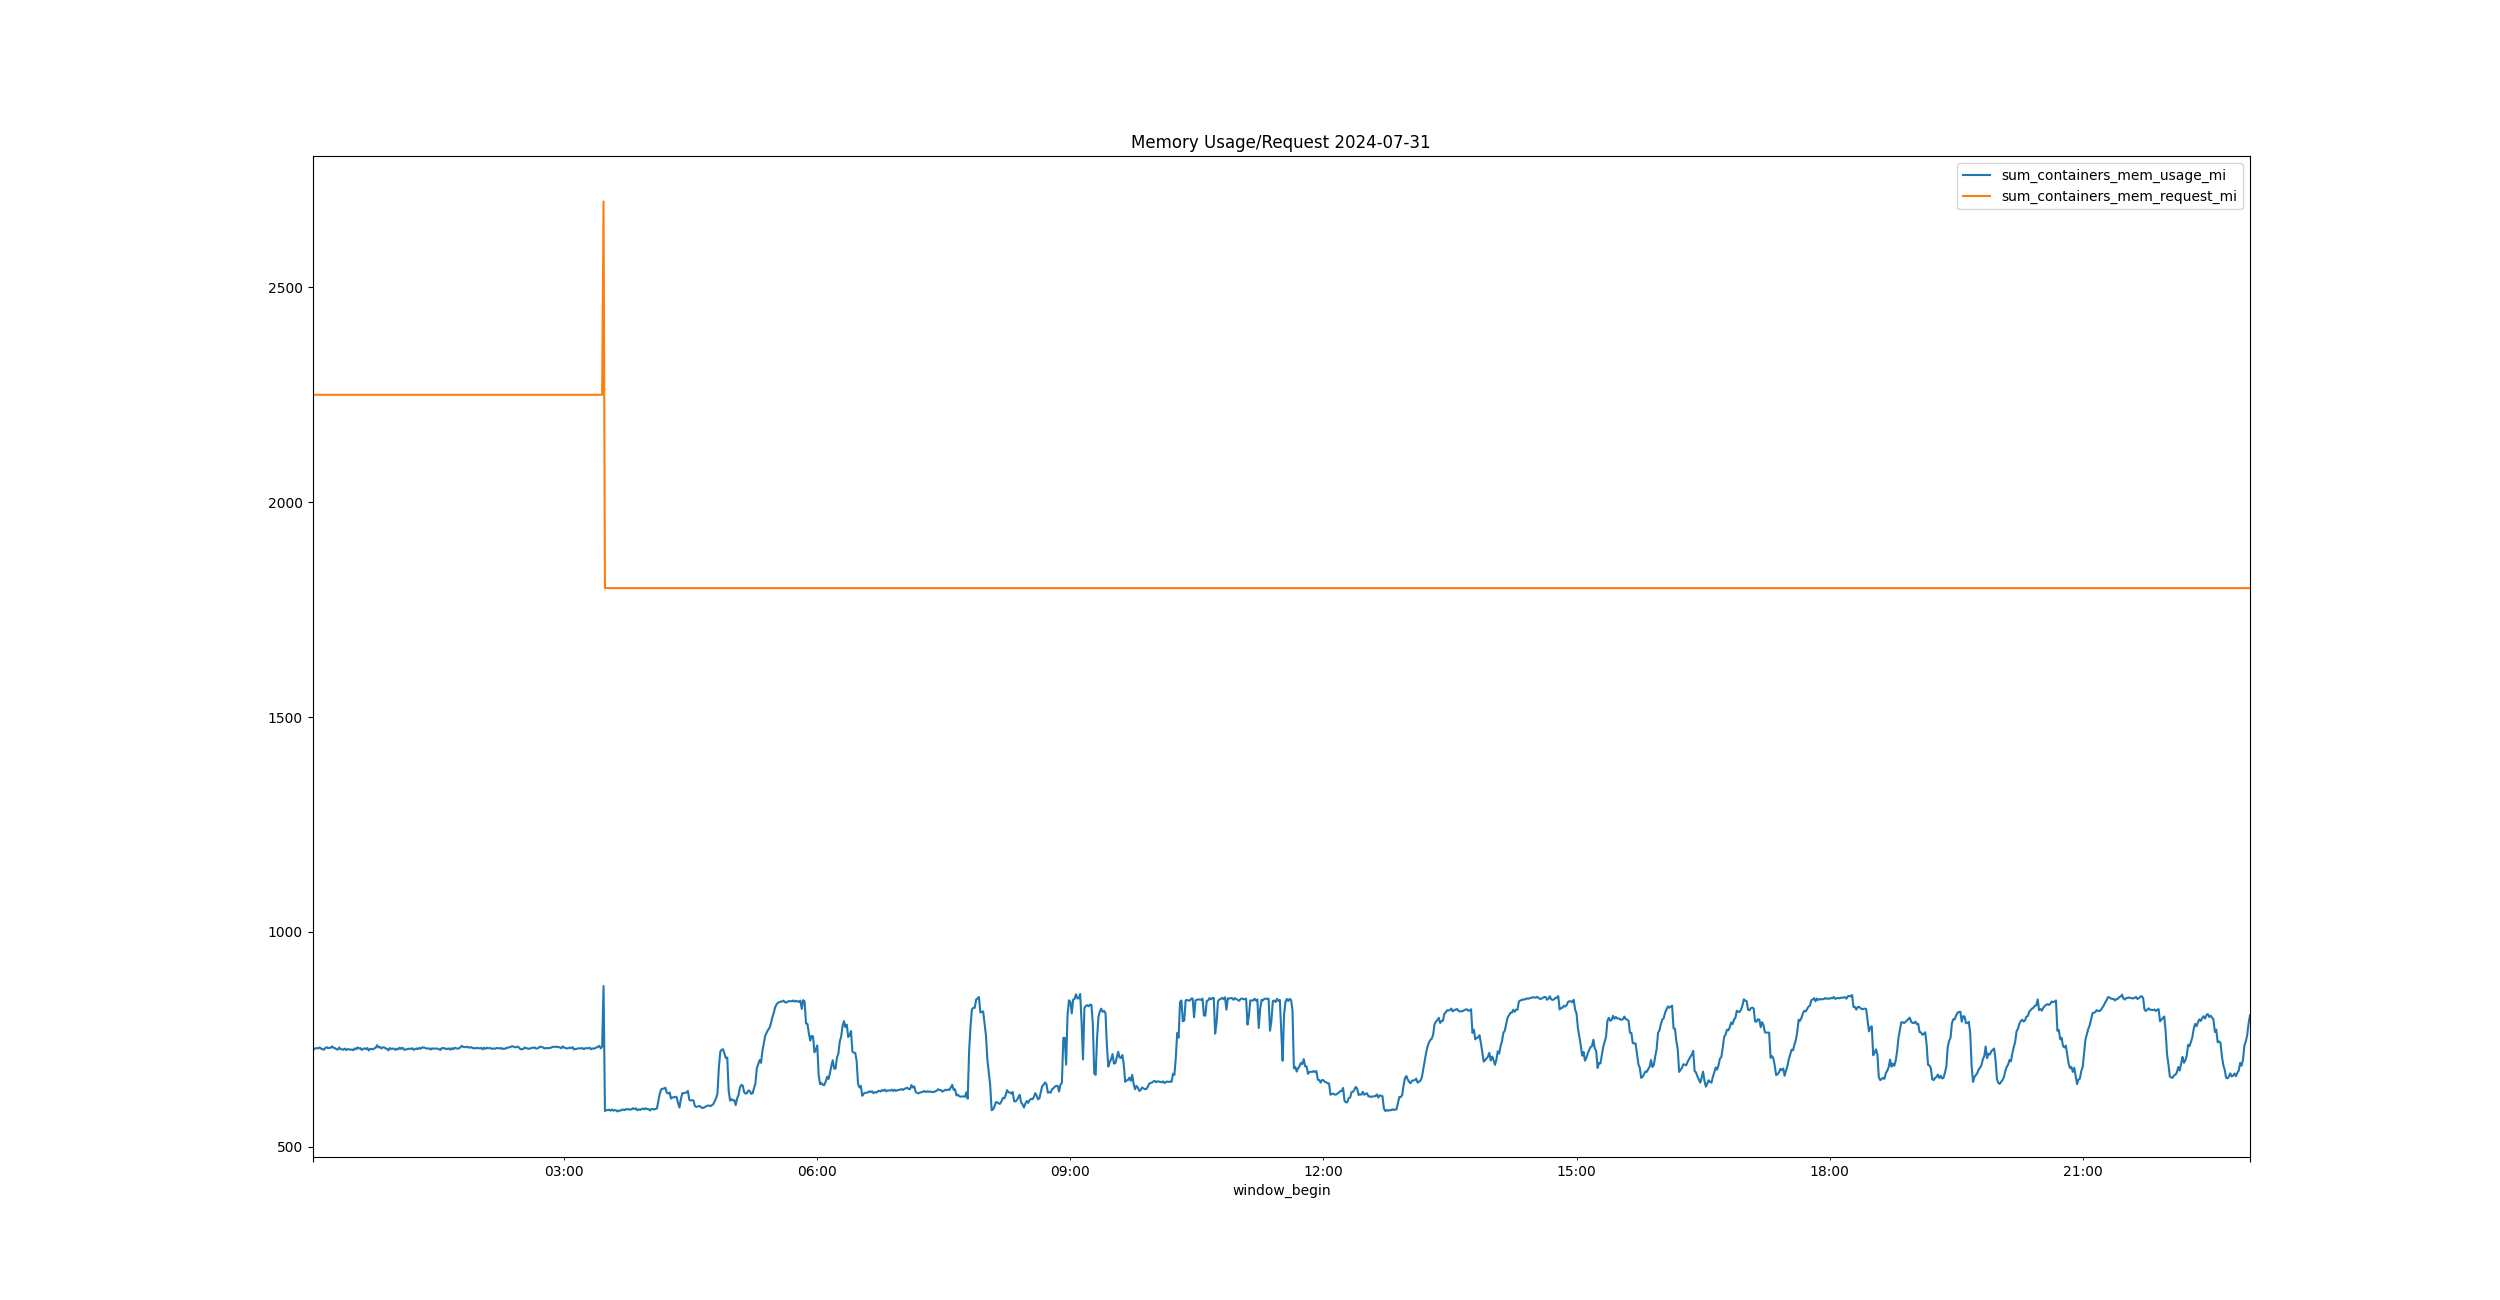 Memory Usage/Request 2024-07-31
sum_containers_mem_usage_mi
sum_containers_mem_request_mi
2500
2000
1500
1000
500
03:00 06:00 09:00 12:00 15:00 18:00 21:00
window_begin